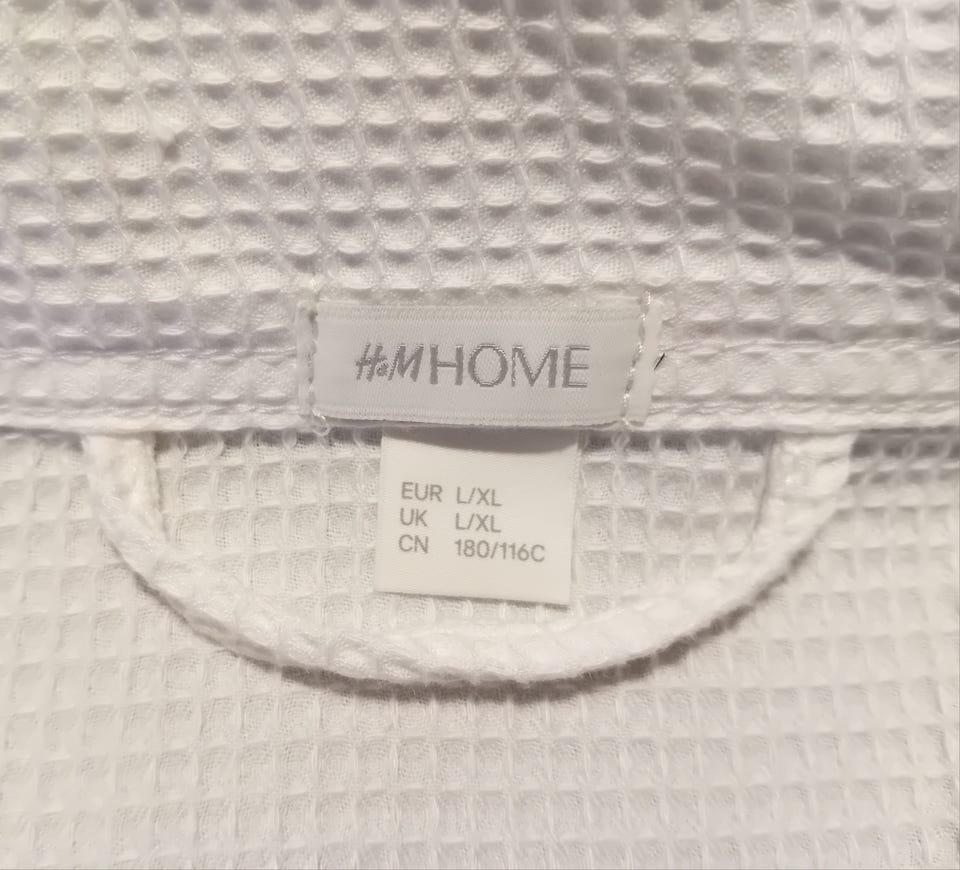 H&M HOME
EUR L/XL
UK L/XL
CN 180/116C